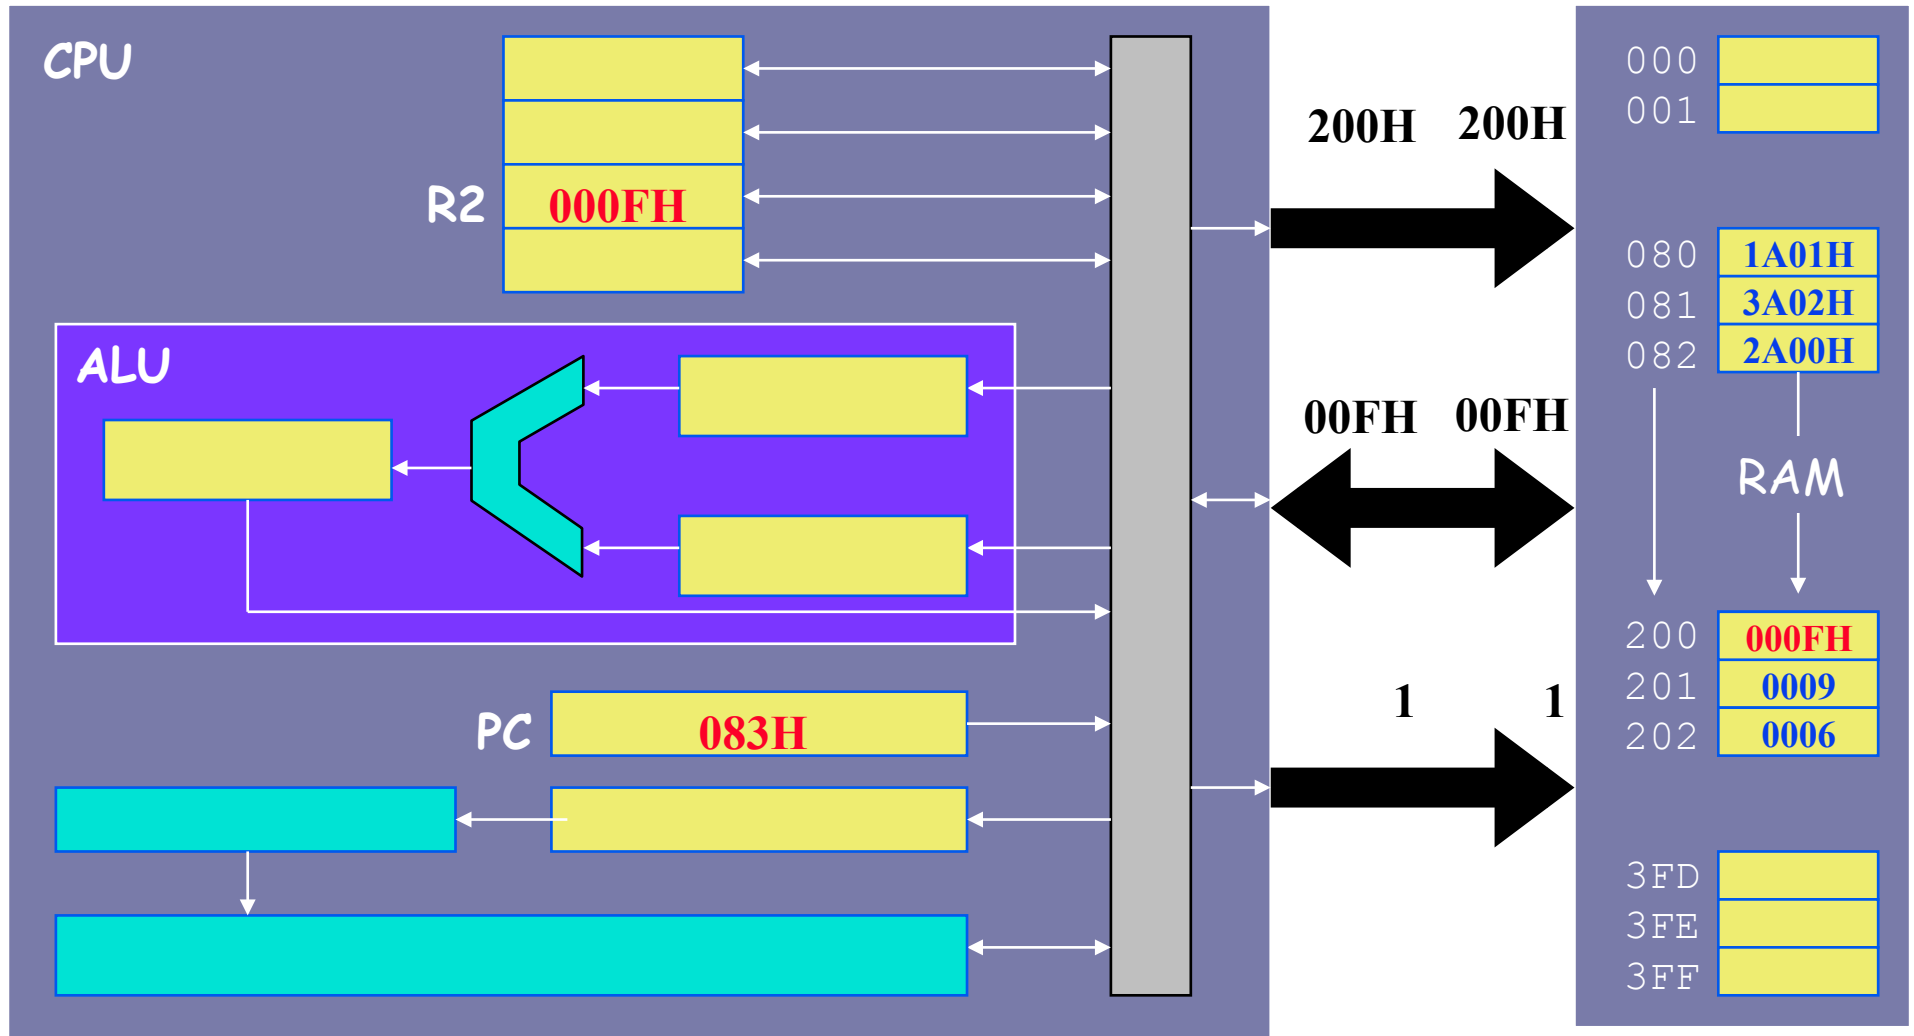 CPU
R2 000FH
ALU
PC 083H
200H 200H
00FH 00FH
1 1
000
001
080 1A01H
081 3A02H
082 2A00H
RAM
200 000FH
201 0009
202 0006
3FD
3FE
3FF